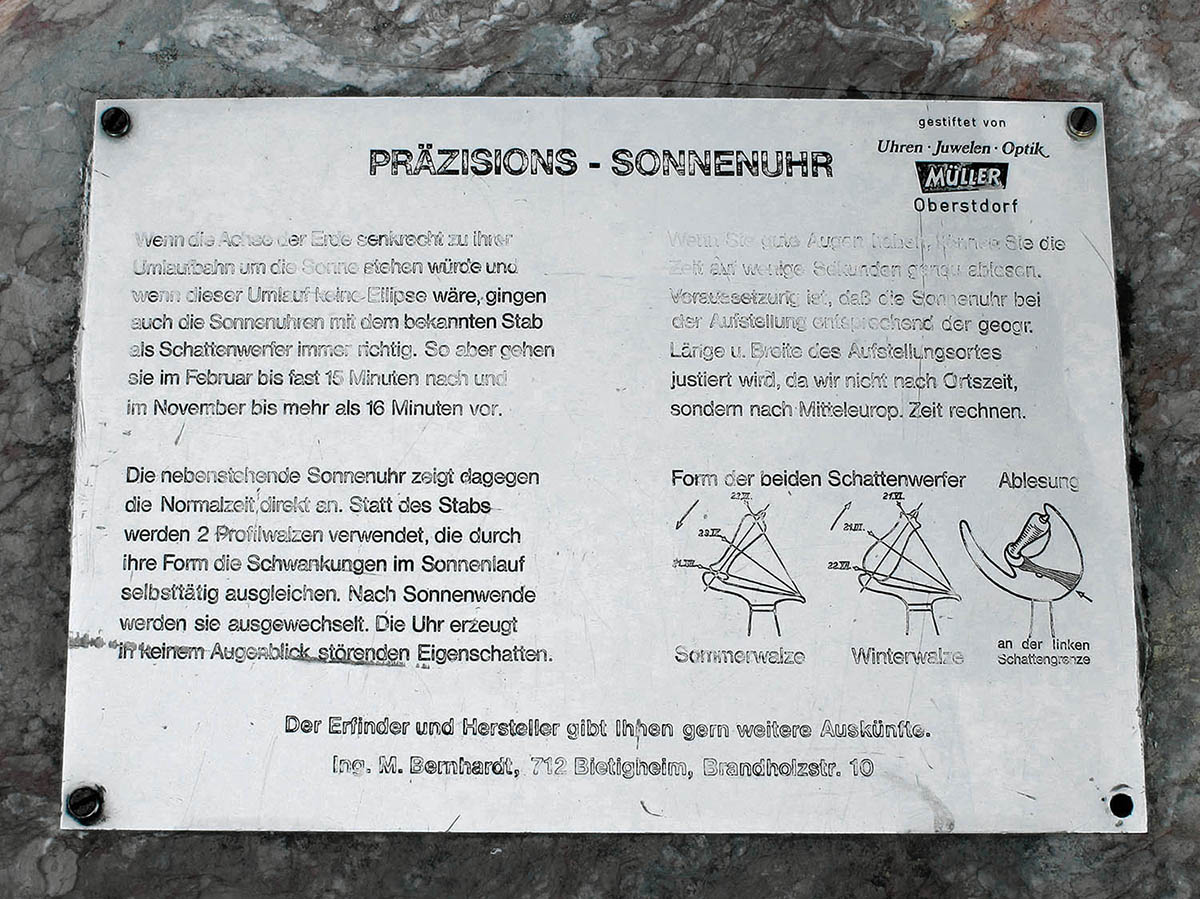 gestiftet von
Uhren · Juwelen · Optik
MÜLLER
Oberstdorf
PRÄZISIONS - SONNENUHR
Wenn die Achse der Erde senkrecht zu ihrer
Umlaufbahn um die Sonne stehen würde und
wenn dieser Umlauf keine Ellipse wäre, gingen
auch die Sonnenuhren mit dem bekannten Stab
als Schattenwerfer immer richtig. So aber gehen
sie im Februar bis fast 15 Minuten nach und
im November bis mehr als 16 Minuten vor.
Die nebenstehende Sonnenuhr zeigt dagegen
die Normalzeit direkt an. Statt des Stabs
werden 2 Profilwalzen verwendet, die durch
ihre Form die Schwankungen im Sonnenlauf
selbsttätig ausgleichen. Nach Sonnenwende
werden sie ausgewechselt. Die Uhr erzeugt
in keinem Augenblick störenden Eigenschatten.
Wenn Sie gute Augen haben, können Sie die
Zeit auf wenige Sekunden genau ablesen.
Voraussetzung ist, daß die Sonnenuhr bei
der Aufstellung entsprechend der geogr.
Länge u. Breite des Aufstellungsortes
justiert wird, da wir nicht nach Ortszeit,
sondern nach Mitteleurop. Zeit rechnen.
Form der beiden Schattenwerfer
Ablesung
21.VI.
21.III.
22.VII.
Sommerwalze
Winterwalze
an der linken
Schattengrenze
Der Erfinder und Hersteller gibt Ihnen gern weitere Auskünfte.
Ing. M. Bernhardt, 712 Bietigheim, Brandholzstr. 10